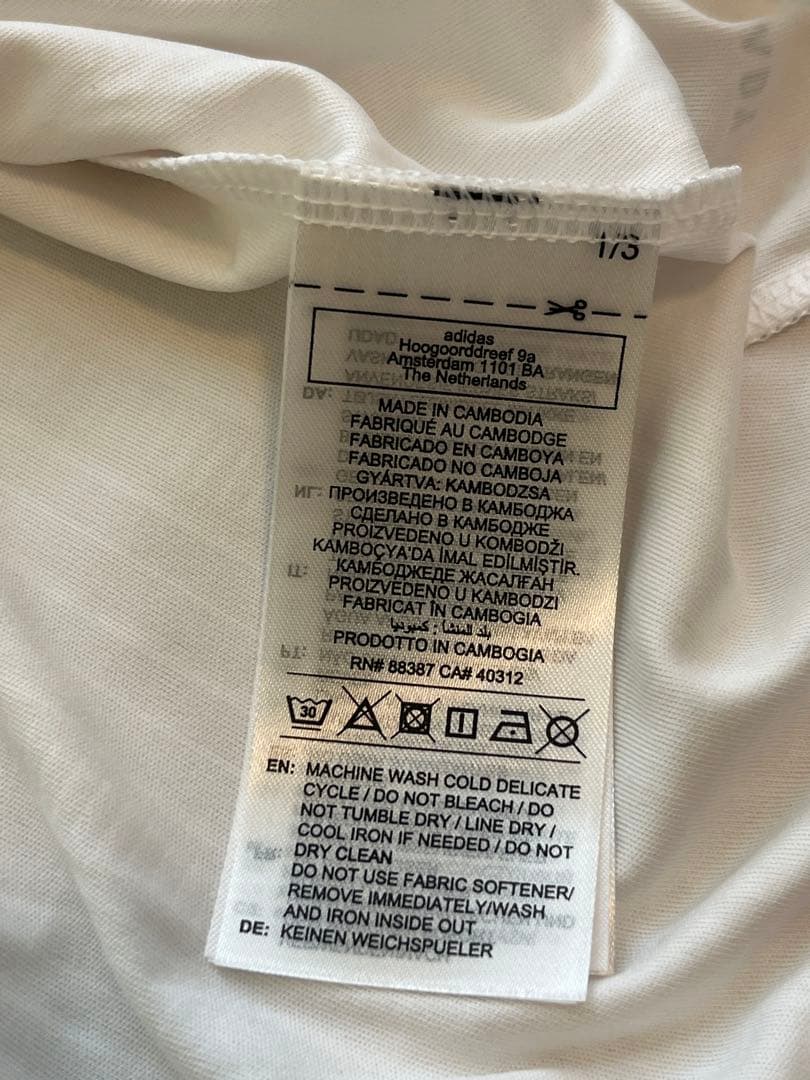 1/3
adidas
Hoogoorddreef 9a
Amsterdam 1101 BA
The Netherlands
MADE IN CAMBODIA
FABRIQUÉ AU CAMBODGE
FABRICADO EN CAMBOYA
FABRICADO NO CAMBOJA
GYÁRTVA: KAMBODZSA
ПРОИЗВЕДЕНО В КАМБОДЖА
СДЕЛАНО В КАМБОДЖЕ
PROIZVEDENO U KOMBODŽI
KAMBOÇYA'DA İMAL EDİLMİŞTİR.
КАМБОДЖЕДЕ ЖАСАЛҒАН
PROIZVEDENO U KAMBODZI
FABRICAT ÎN CAMBOGIA
بلد المنشأ : كمبوديا
PRODOTTO IN CAMBOGIA
RN# 88387 CA# 40312
30
EN: MACHINE WASH COLD DELICATE
CYCLE / DO NOT BLEACH / DO
NOT TUMBLE DRY / LINE DRY /
COOL IRON IF NEEDED / DO NOT
DRY CLEAN
DO NOT USE FABRIC SOFTENER/
REMOVE IMMEDIATELY/WASH
AND IRON INSIDE OUT
DE: KEINEN WEICHSPUELER